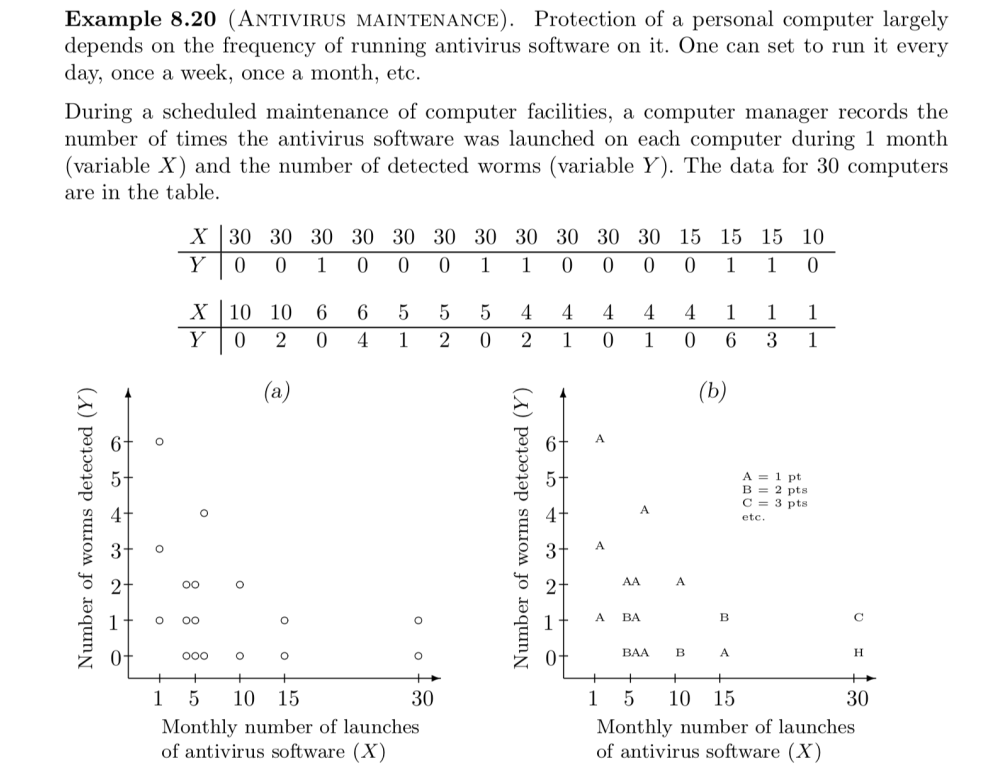 Example 8.20 (Antivirus maintenance). Protection of a personal computer largely
depends on the frequency of running antivirus software on it. One can set to run it every
day, once a week, once a month, etc.
During a scheduled maintenance of computer facilities, a computer manager records the
number of times the antivirus software was launched on each computer during 1 month
(variable X) and the number of detected worms (variable Y). The data for 30 computers
are in the table.
X 30 30 30 30 30 30 30 30 30 30 30 15 15 15 10
Y 0 0 1 0 0 0 1 1 0 0 0 0 1 1 0
X 10 10 6 6 5 5 5 4 4 4 4 4 1 1 1
Y 0 2 0 4 1 2 0 2 1 0 1 0 6 3 1
(a)
Number of worms detected (Y)
6
5
4
3
2
1
0
1 5 10 15 30
Monthly number of launches
of antivirus software (X)
(b)
Number of worms detected (Y)
6 A
5
4 A
3 A
2 AA A
1 A BA B C
0 BAA B A H
A = 1 pt
B = 2 pts
C = 3 pts
etc.
1 5 10 15 30
Monthly number of launches
of antivirus software (X)